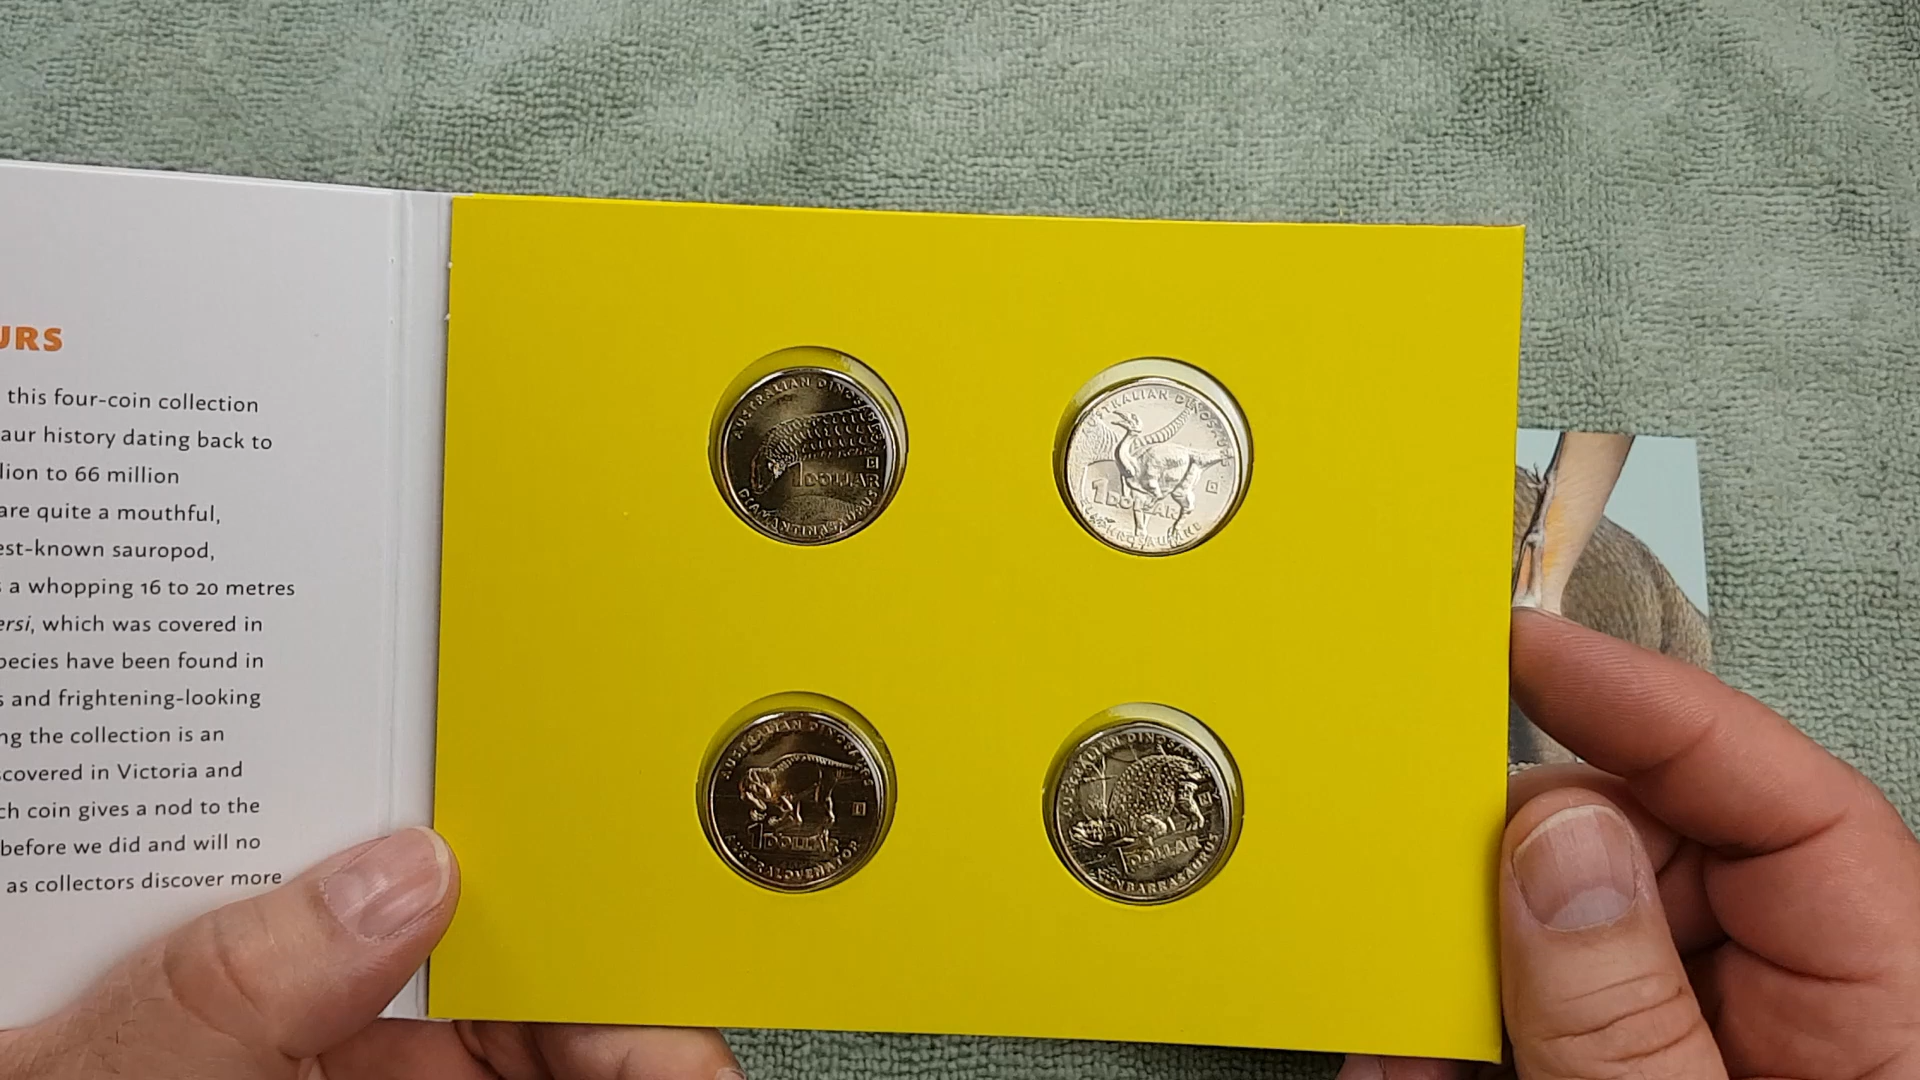 URS
this four-coin collection
aur history dating back to
lion to 66 million
are quite a mouthful,
est-known sauropod,
s a whopping 16 to 20 metres
ersi, which was covered in
pecies have been found in
s and frightening-looking
ng the collection is an
scovered in Victoria and
ch coin gives a nod to the
before we did and will no
as collectors discover more
AUSTRALIAN DINOSAURS
1 DOLLAR
DIAMANTINASAURUS
AUSTRALIAN DINOSAURS
1 DOLLAR
AUSTRALIAN DINOSAURS
1 DOLLAR
AUSTRALOVENATOR
AUSTRALIAN DINOSAURS
1 DOLLAR
KUNBARRASAURUS